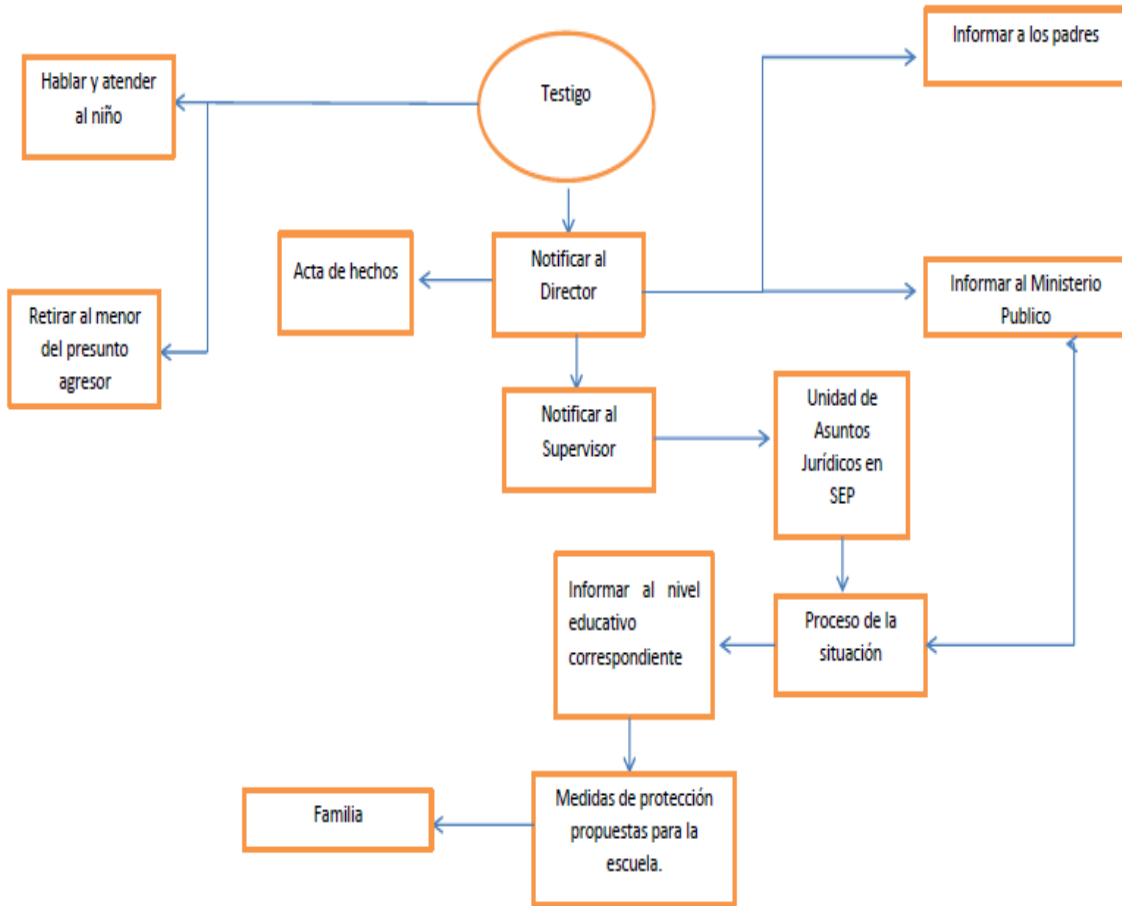 Testigo
Hablar y atender
al niño
Informar a los padres
Acta de hechos
Notificar al
Director
Informar al Ministerio
Publico
Retirar al menor
del presunto
agresor
Notificar al
Supervisor
Unidad de
Asuntos
Jurídicos en
SEP
Informar al nivel
educativo
correspondiente
Proceso de la
situación
Familia
Medidas de protección
propuestas para la
escuela.